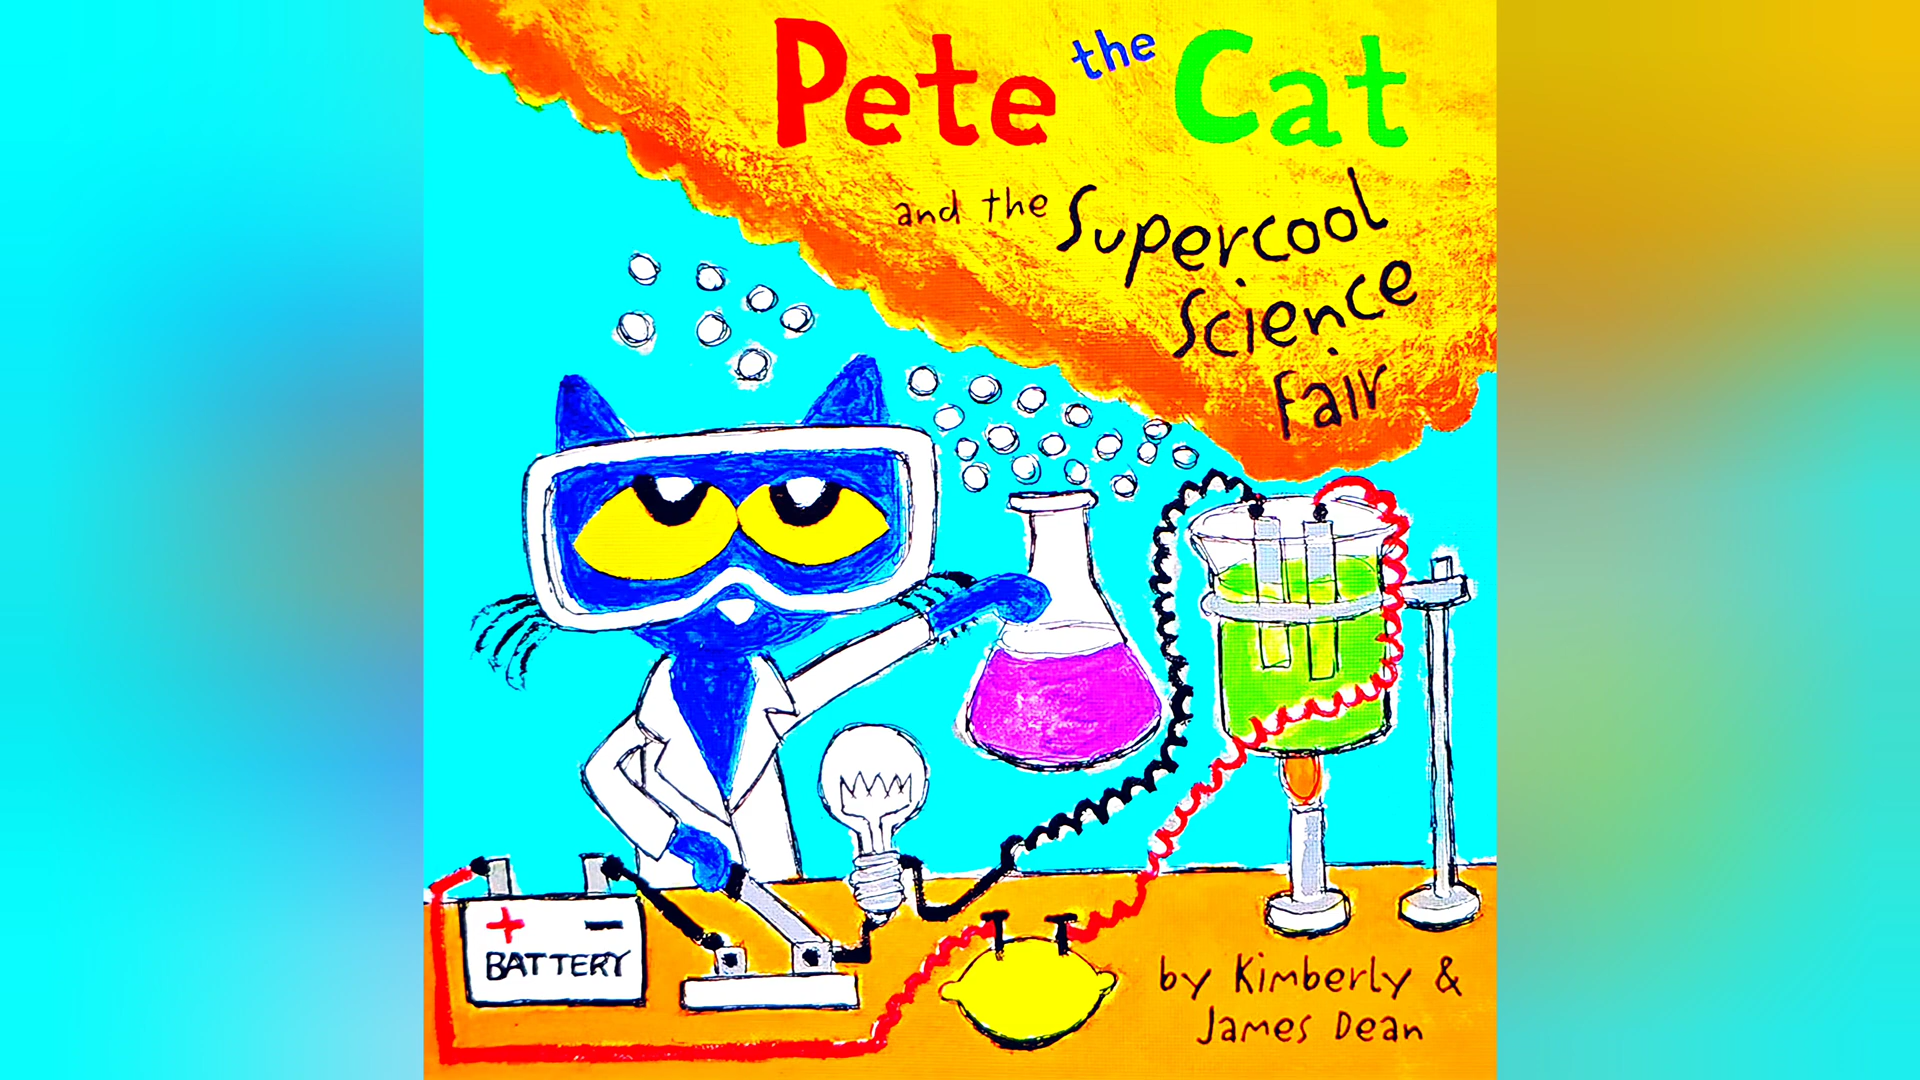 Pete the Cat
and the Supercool
Science
Fair
+ -
BATTERY
by Kimberly &
James Dean